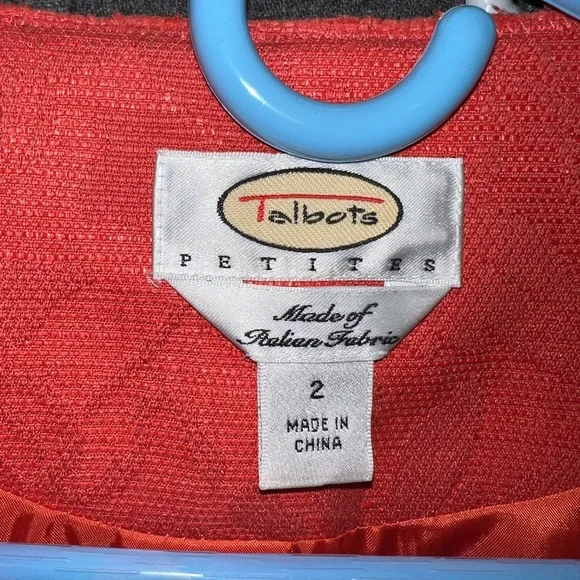 Talbots
PETITES
Made of
Italian Fabric
2
MADE IN
CHINA